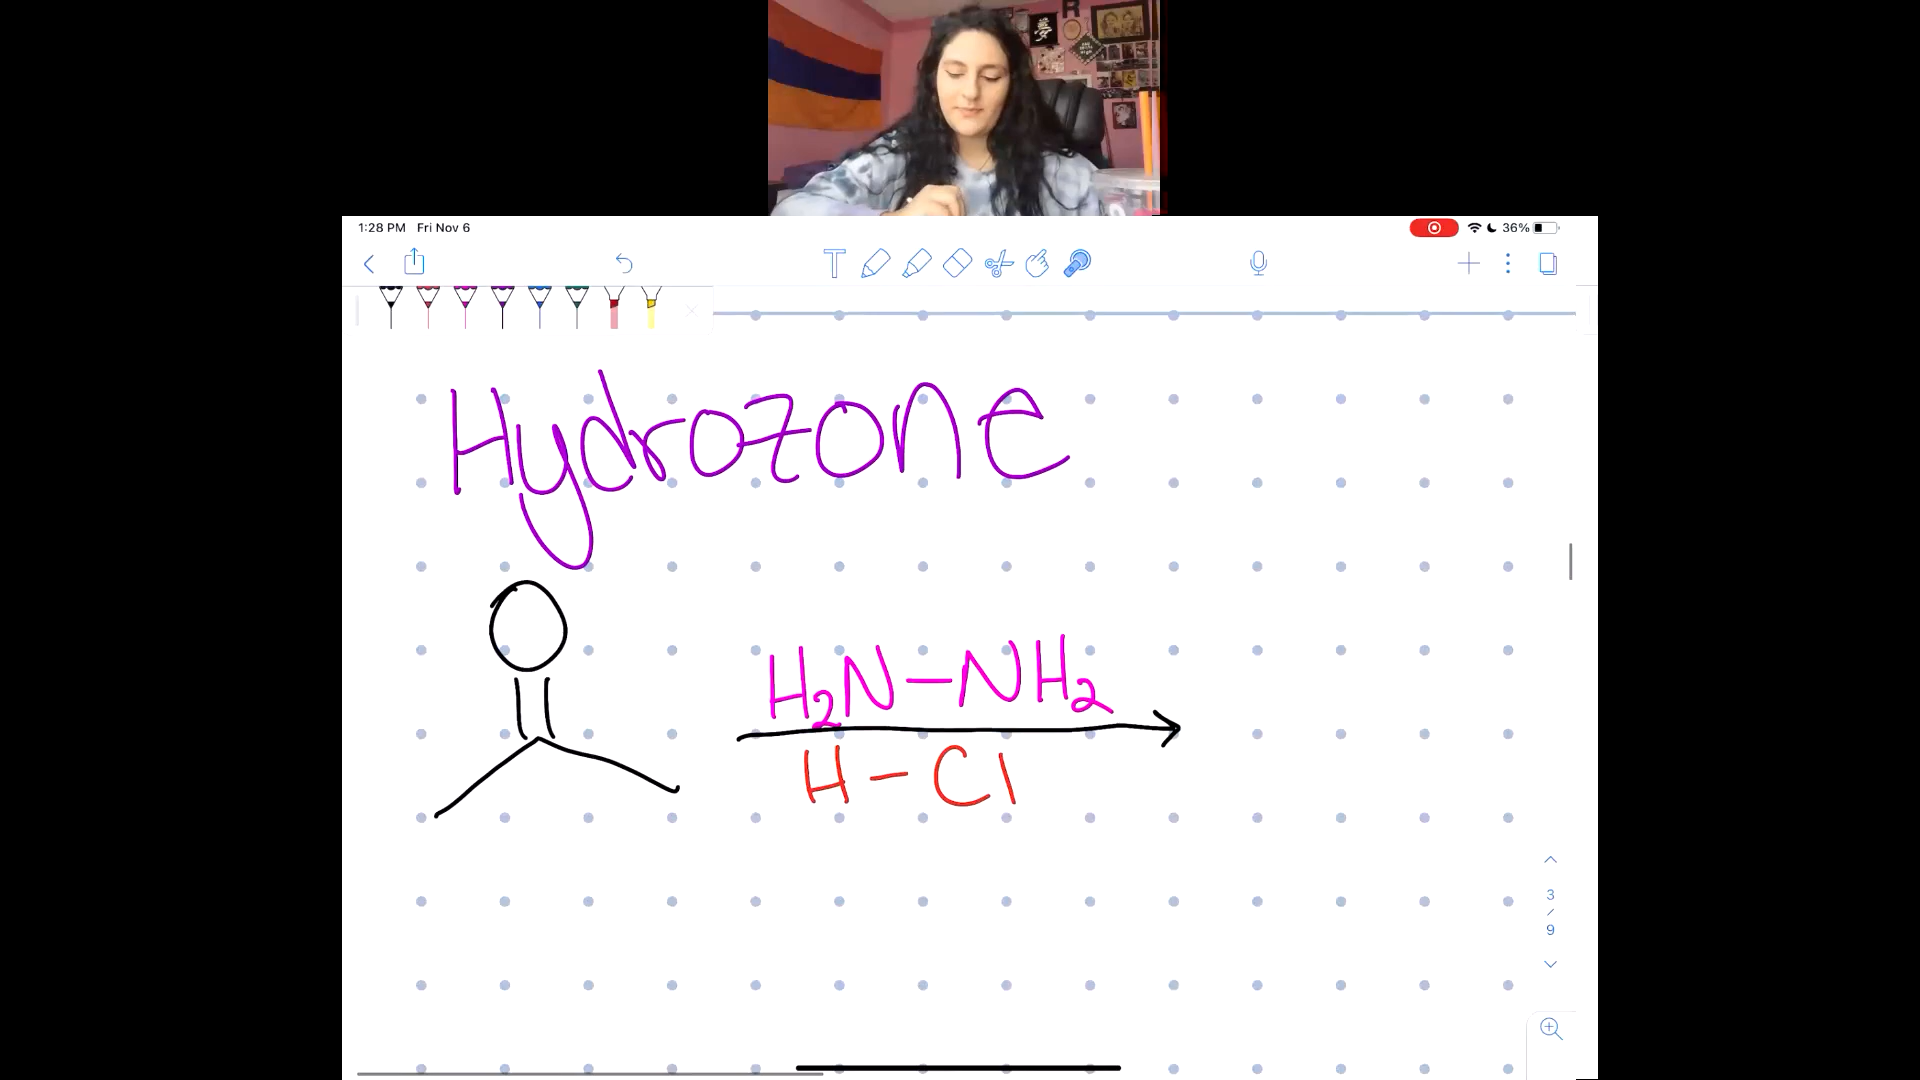 R
1:28 PM Fri Nov 6
36%
T
Hydrozone
O
H2N-NH2
H-Cl
3
/
9